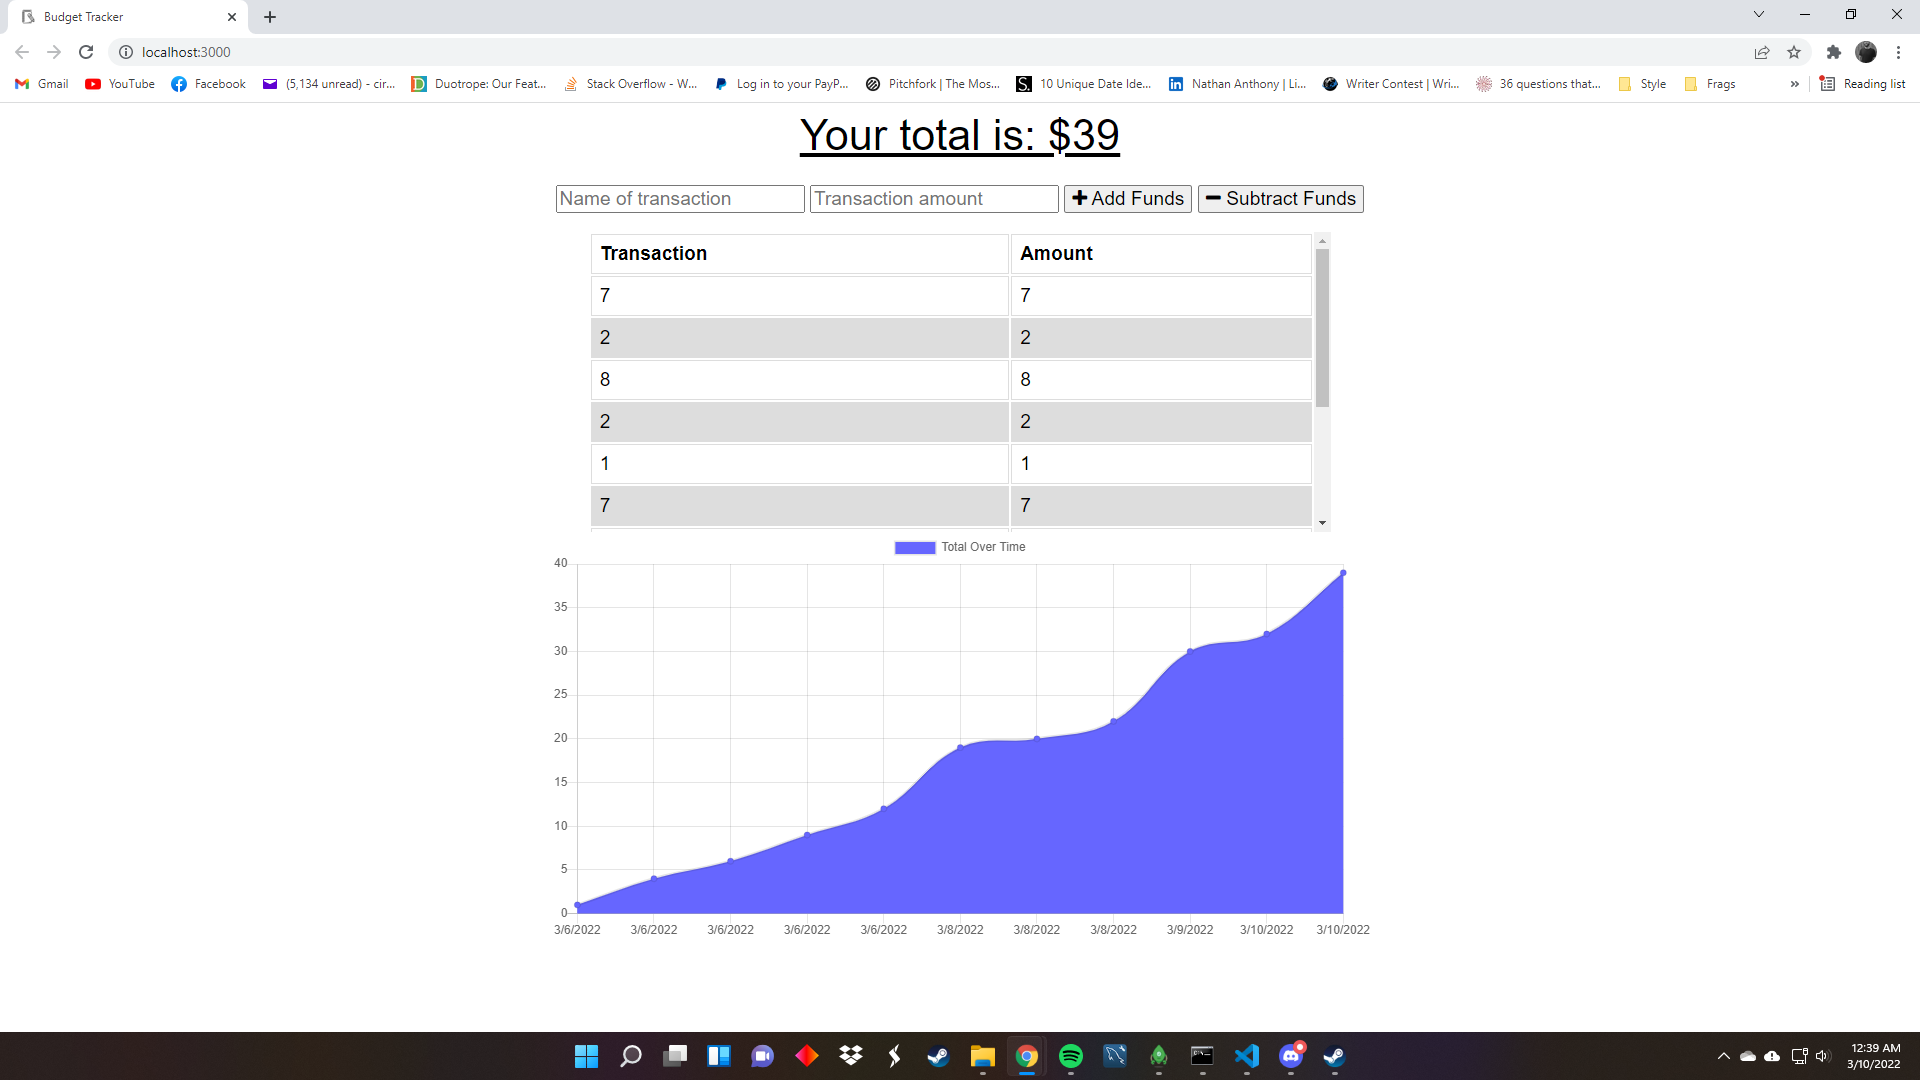 Budget Tracker
localhost:3000
Gmail YouTube Facebook (5,134 unread) - cir... Duotrope: Our Feat... Stack Overflow - W... Log in to your PayP... Pitchfork | The Mos... S. 10 Unique Date Ide... Nathan Anthony | Li... Writer Contest | Wri... 36 questions that... Style Frags » Reading list
Your total is: $39
Name of transaction Transaction amount Add Funds Subtract Funds
Transaction Amount
7 7
2 2
8 8
2 2
1 1
7 7
Total Over Time
40
35
30
25
20
15
10
5
0
3/6/2022 3/6/2022 3/6/2022 3/6/2022 3/6/2022 3/8/2022 3/8/2022 3/8/2022 3/9/2022 3/10/2022 3/10/2022
12:39 AM
3/10/2022